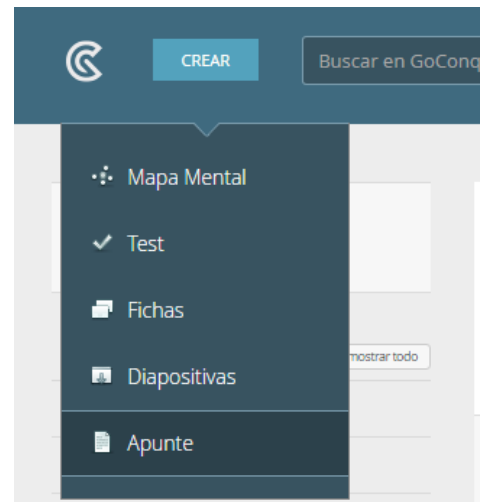 CREAR
Buscar en GoConq
Mapa Mental
Test
Fichas
mostrar todo
Diapositivas
Apunte